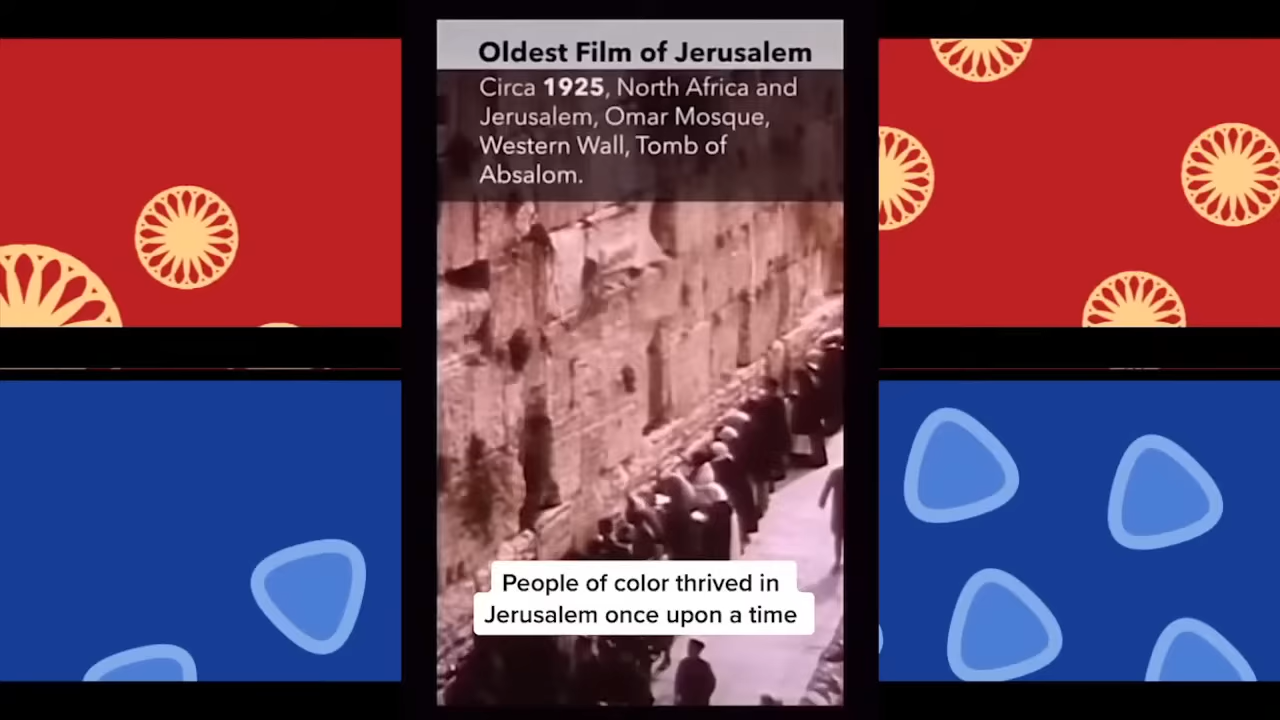 Oldest Film of Jerusalem
Circa 1925, North Africa and
Jerusalem, Omar Mosque,
Western Wall, Tomb of
Absalom.
People of color thrived in
Jerusalem once upon a time